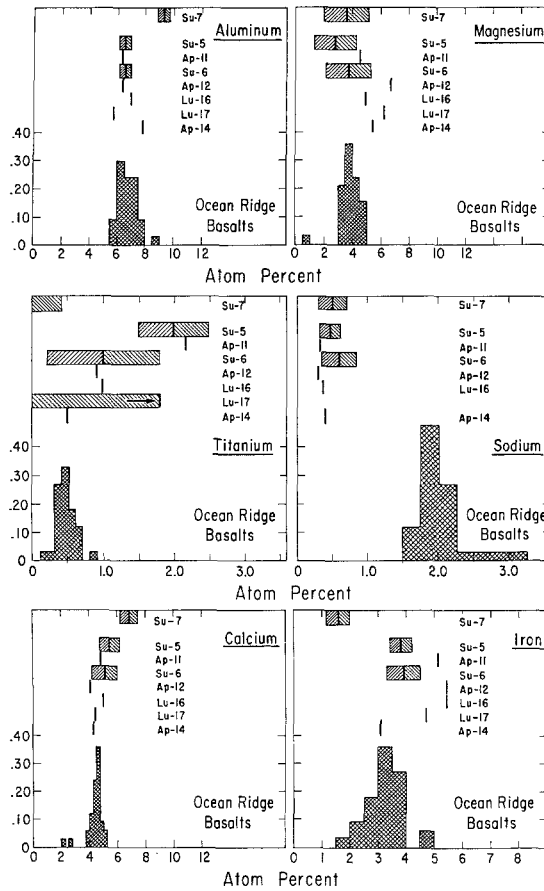 Su-7
Aluminum
Su-5
Ap-11
Su-6
Ap-12
Lu-16
Lu-17
Ap-14
.40
.30
.20
.10
.0
Ocean Ridge
Basalts
0 2 4 6 8 10 12
Su-7
Magnesium
Su-5
Ap-11
Su-6
Ap-12
Lu-16
Lu-17
Ap-14
Ocean Ridge
Basalts
0 2 4 6 8 10 12
Atom Percent
Su-7
Su-5
Ap-11
Su-6
Ap-12
Lu-16
Lu-17
Ap-14
Titanium
.40
.30
.20
.10
0
Ocean Ridge
Basalts
0 1.0 2.0 3.0
Su-7
Su-5
Ap-11
Su-6
Ap-12
Lu-16
Ap-14
Sodium
Ocean Ridge
Basalts
0 1.0 2.0 3.0
Atom Percent
Su-7
Calcium
Su-5
Ap-11
Su-6
Ap-12
Lu-16
Lu-17
Ap-14
.40
.30
.20
.10
0
Ocean Ridge
Basalts
0 2 4 6 8 10 12
Su-7
Su-5
Iron
Ap-11
Su-6
Ap-12
Lu-16
Lu-17
Ap-14
Ocean Ridge
Basalts
0 1 2 3 4 5 6 7 8
Atom Percent